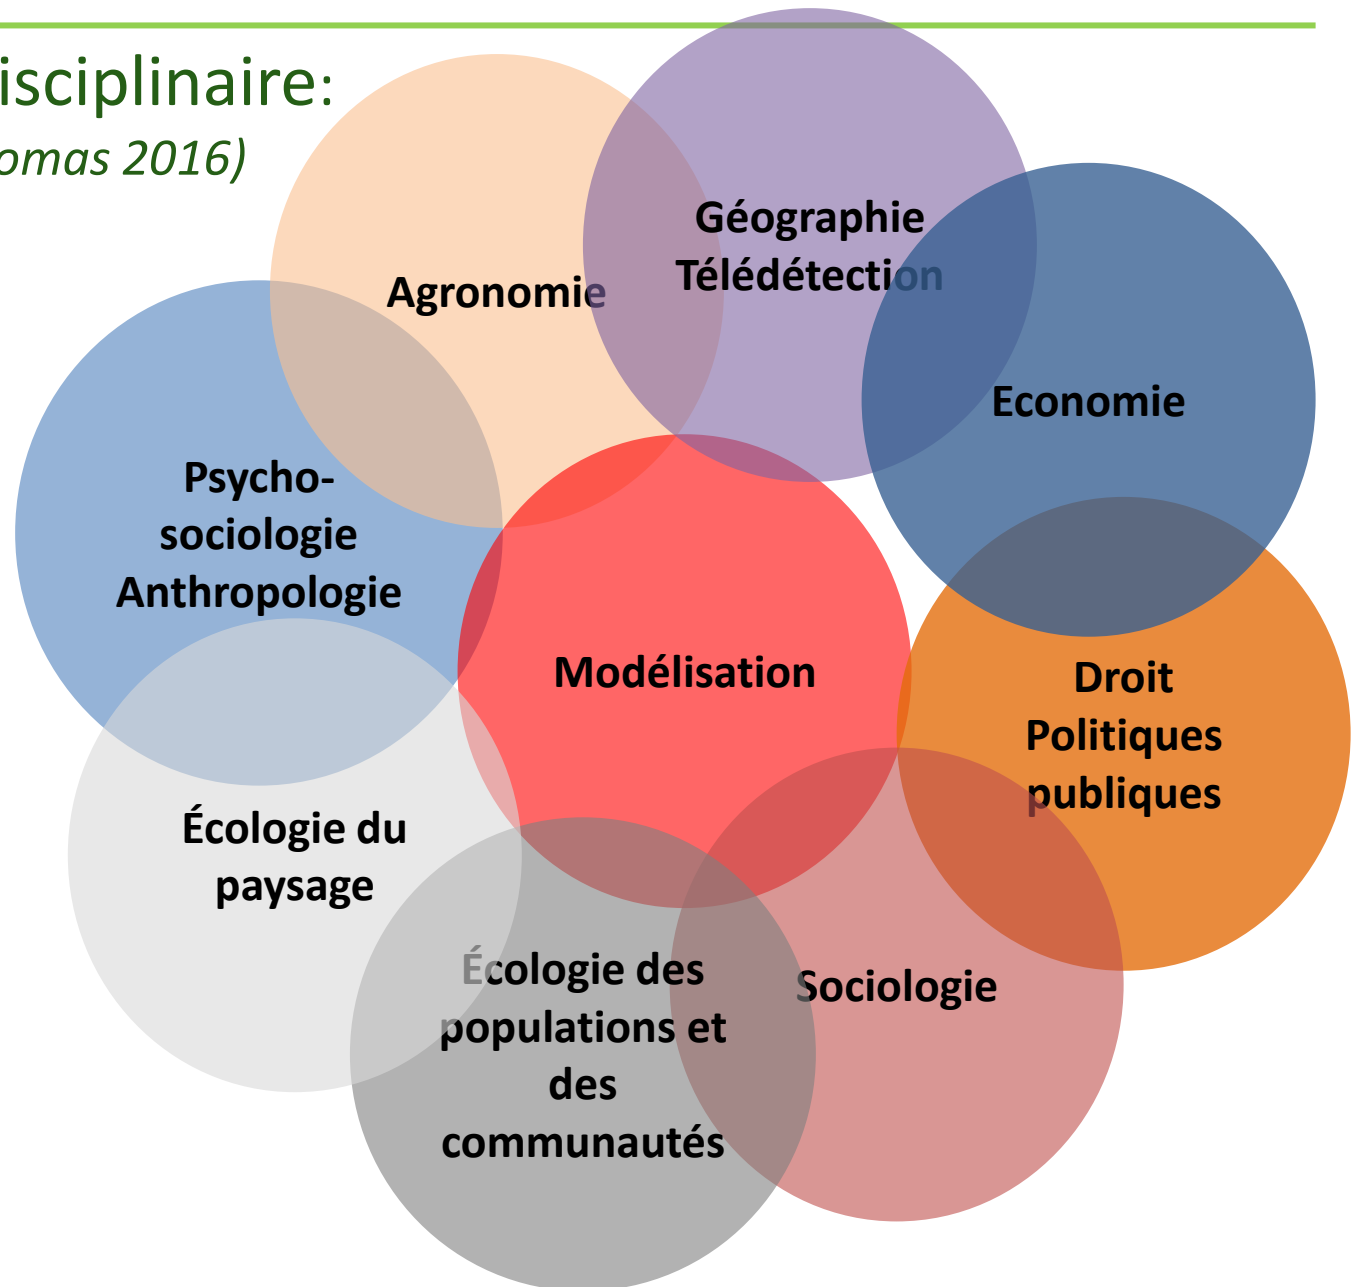 isciplinaire:
omas 2016)
Géographie
Télédétection
Agronomie
Economie
Psycho-
sociologie
Anthropologie
Modélisation
Droit
Politiques
publiques
Écologie du
paysage
Écologie des
populations et
des
communautés
Sociologie